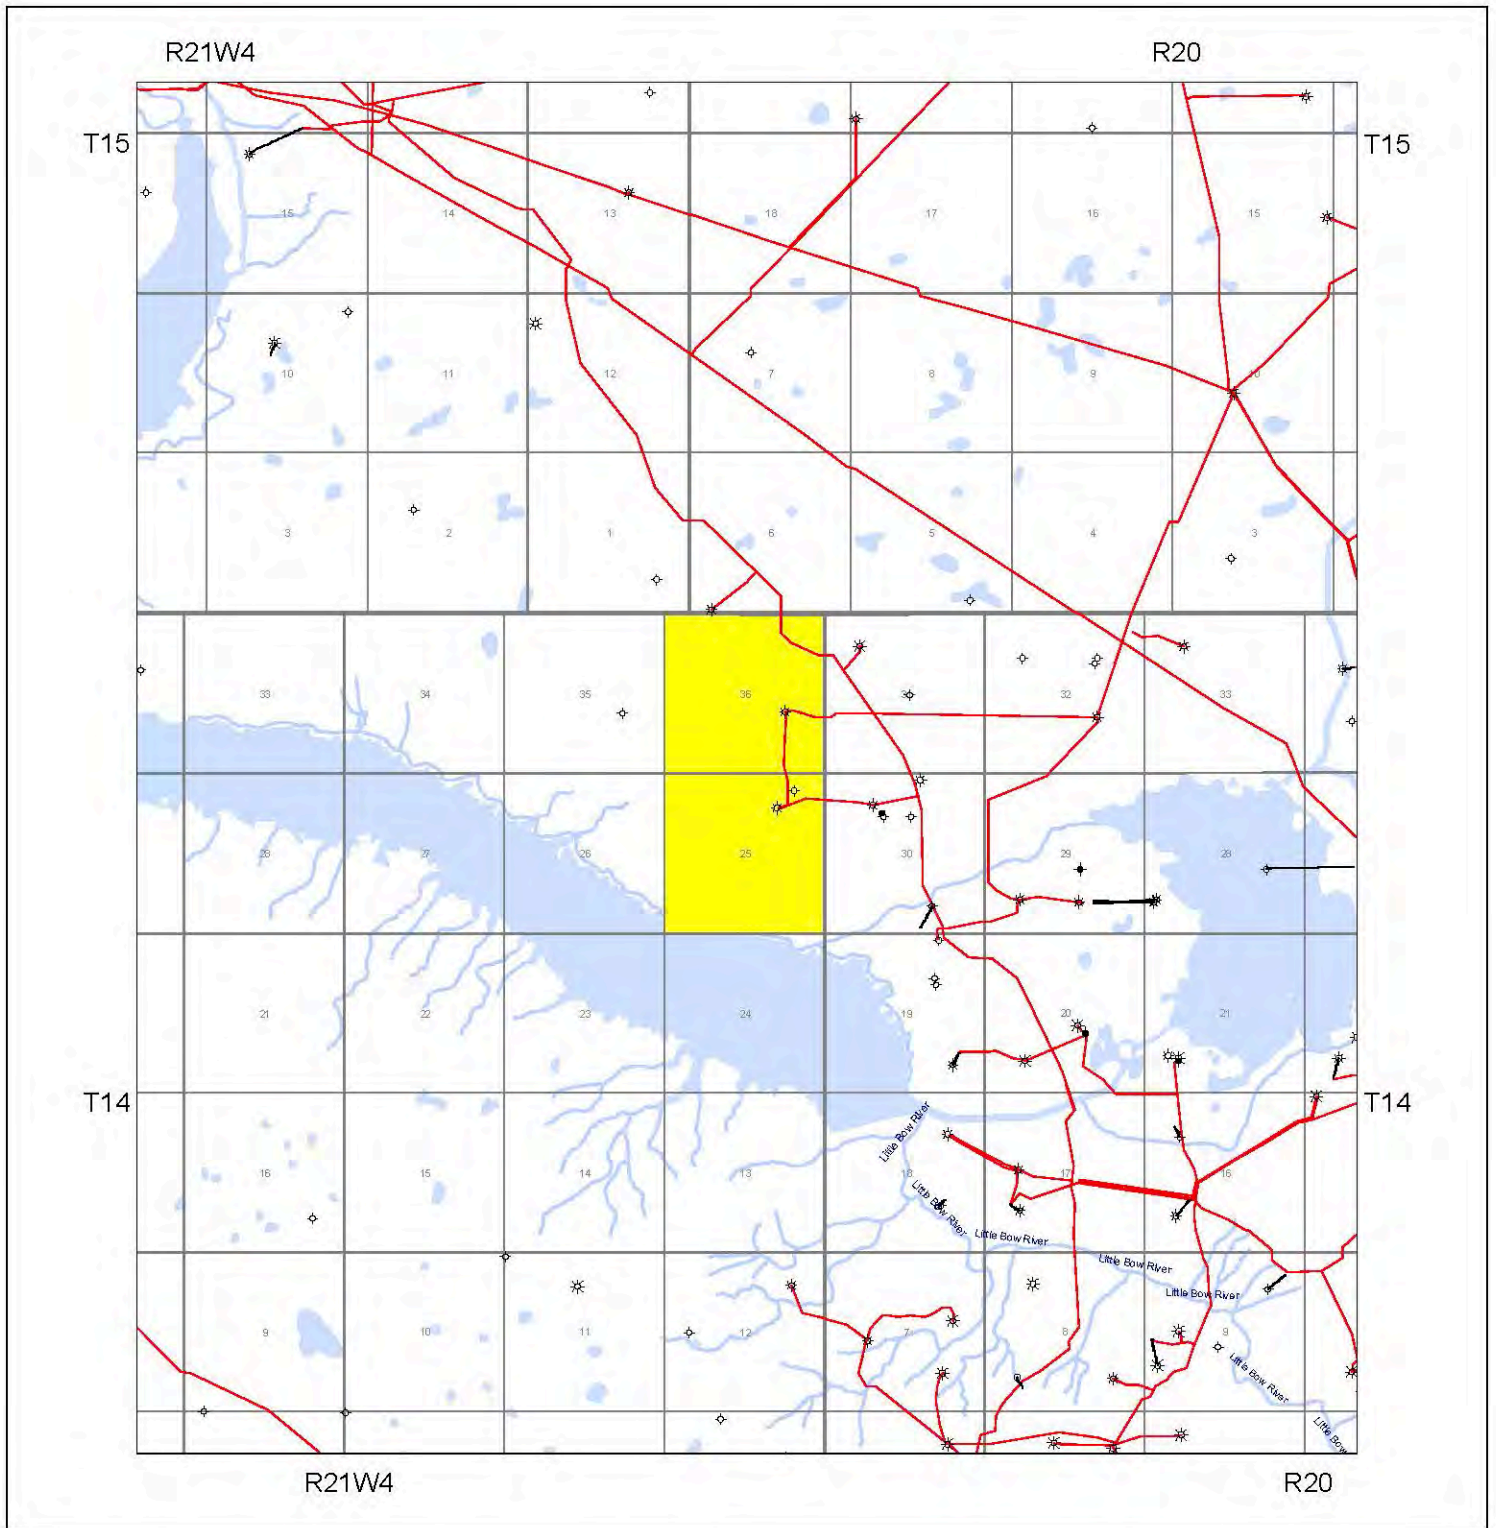 R21W4 R20
T15 T15
15 14 13 18 17 16 15
10 11 12 7 8 9 10
3 2 1 6 5 4 3
33 34 35 36 31 32 33
28 27 26 25 30 29 28
21 22 23 24 19 20 21
T14 T14
Little Bow River
16 15 14 13 18 17 16
Little Bow River
Little Bow River
Little Bow River
Little Bow River
9 10 11 12 7 8 9
Little Bow River
Little Bow
R21W4 R20